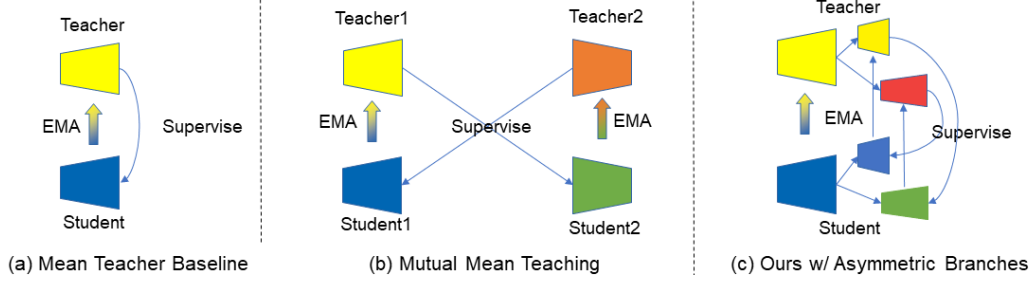 Teacher
EMA
Supervise
Student
(a) Mean Teacher Baseline
Teacher1
Teacher2
EMA
Supervise
EMA
Student1
Student2
(b) Mutual Mean Teaching
Teacher
EMA
Supervise
Student
(c) Ours w/ Asymmetric Branches